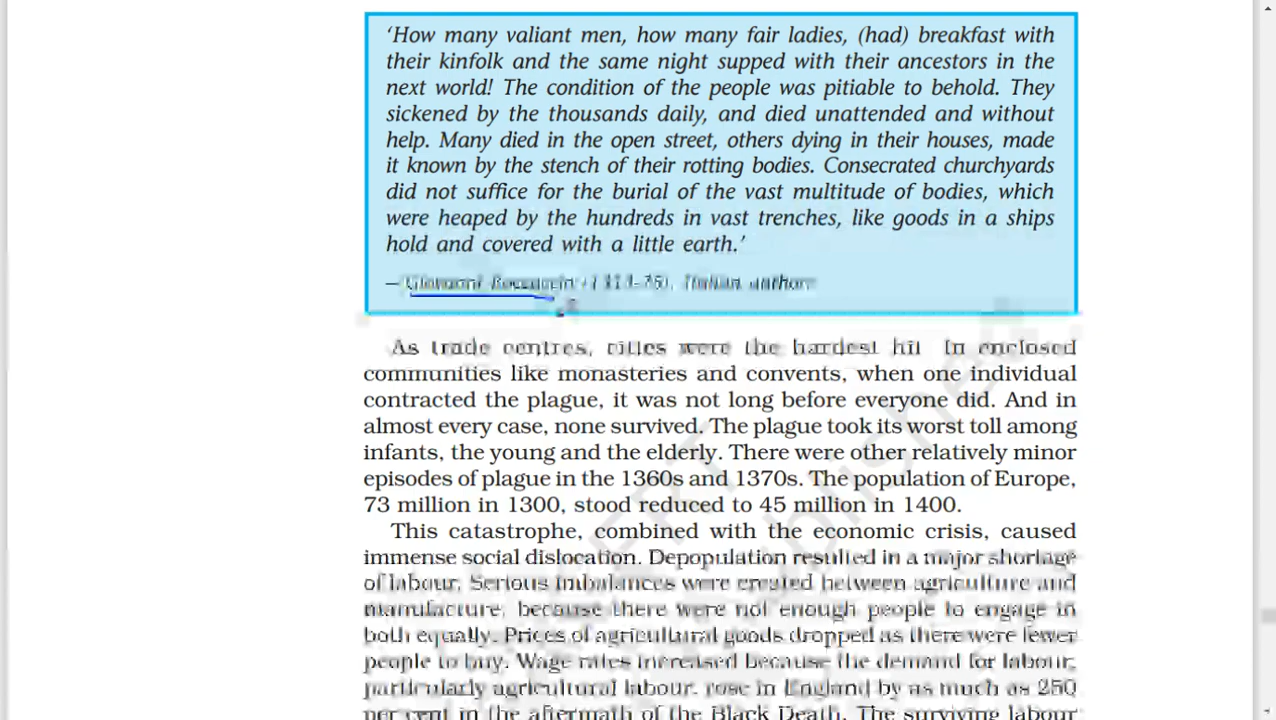 ‘How many valiant men, how many fair ladies, (had) breakfast with
their kinfolk and the same night supped with their ancestors in the
next world! The condition of the people was pitiable to behold. They
sickened by the thousands daily, and died unattended and without
help. Many died in the open street, others dying in their houses, made
it known by the stench of their rotting bodies. Consecrated churchyards
did not suffice for the burial of the vast multitude of bodies, which
were heaped by the hundreds in vast trenches, like goods in a ships
hold and covered with a little earth.’
– Giovanni Boccaccio (1313-75), Italian author.
As trade centres, cities were the hardest hit. In enclosed
communities like monasteries and convents, when one individual
contracted the plague, it was not long before everyone did. And in
almost every case, none survived. The plague took its worst toll among
infants, the young and the elderly. There were other relatively minor
episodes of plague in the 1360s and 1370s. The population of Europe,
73 million in 1300, stood reduced to 45 million in 1400.
This catastrophe, combined with the economic crisis, caused
immense social dislocation. Depopulation resulted in a major shortage
of labour. Serious imbalances were created between agriculture and
manufacture, because there were not enough people to engage in
both equally. Prices of agricultural goods dropped as there were fewer
people to buy. Wage rates increased because the demand for labour,
particularly agricultural labour, rose in England by as much as 250
per cent in the aftermath of the Black Death. The surviving labour